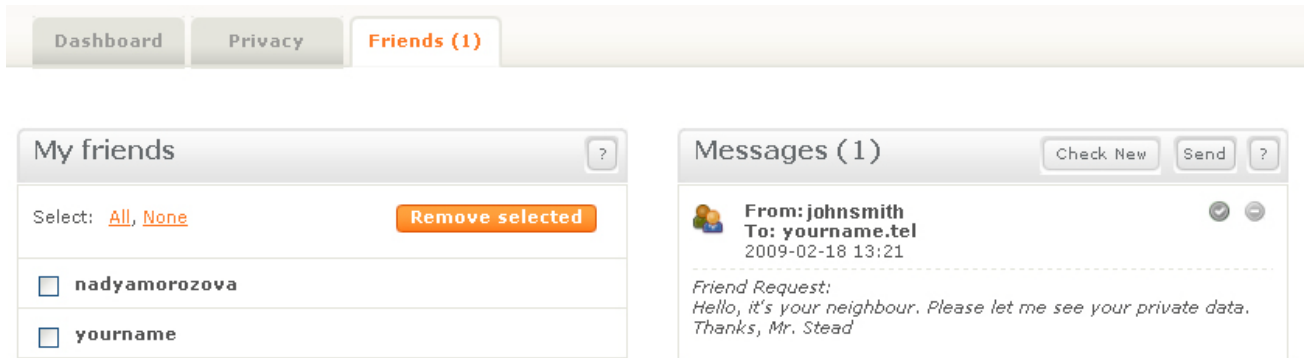 Dashboard
Privacy
Friends (1)
My friends
?
Select: All, None
Remove selected
nadyamorozova
yourname
Messages (1)
Check New
Send
?
From: johnsmith
To: yourname.tel
2009-02-18 13:21
Friend Request:
Hello, it's your neighbour. Please let me see your private data.
Thanks, Mr. Stead